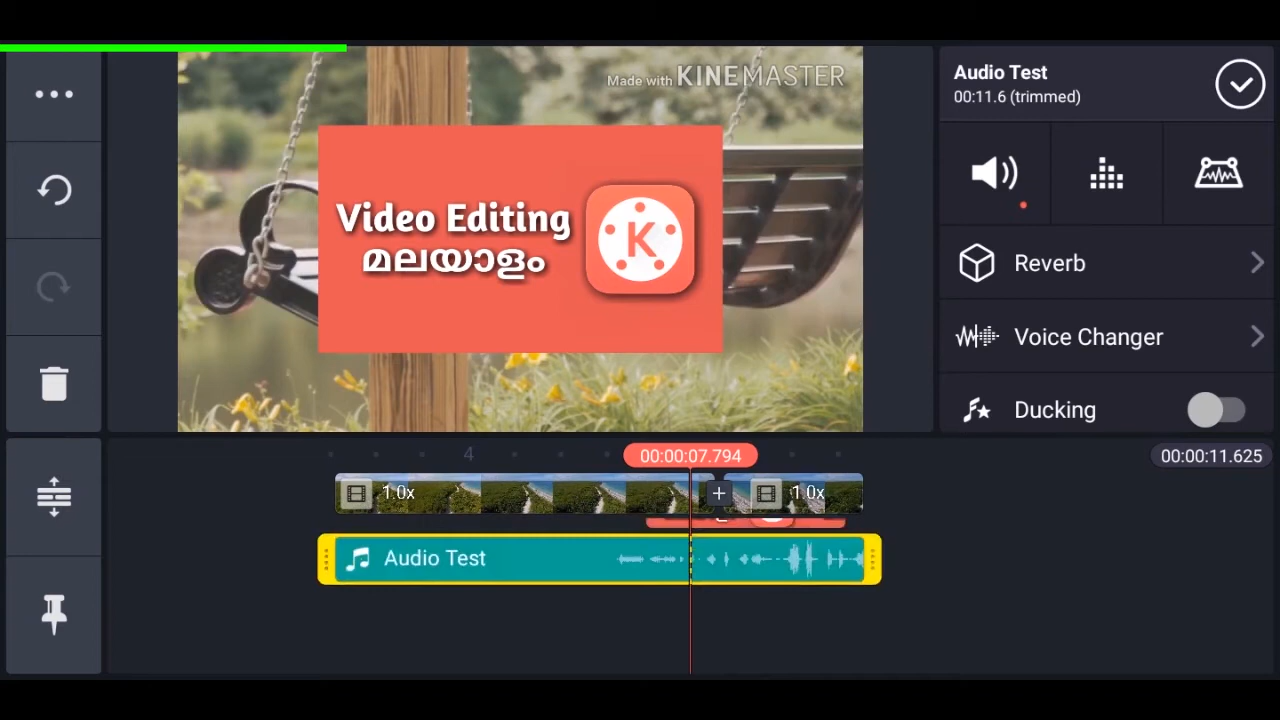 Made with KINEMASTER
Video Editing
മലയാളം
K
Audio Test
00:11.6 (trimmed)
Reverb
Voice Changer
Ducking
4
00:00:07.794
00:00:11.625
1.0x
1.0x
Audio Test